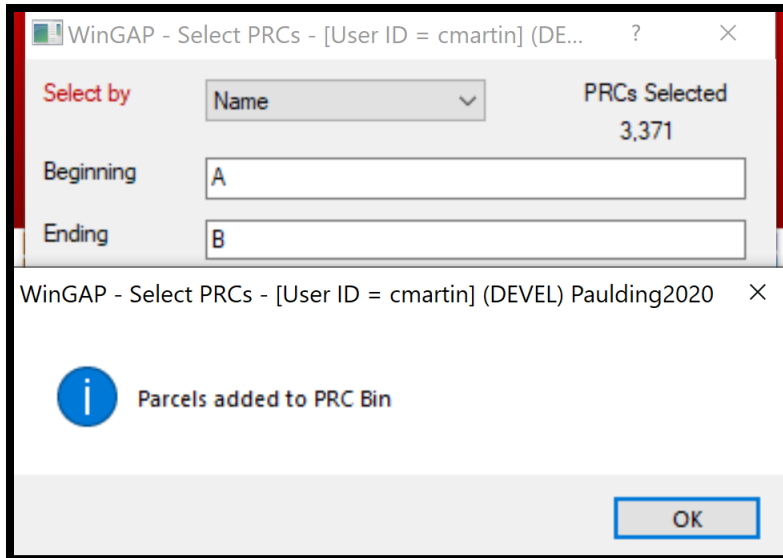 WinGAP - Select PRCs - [User ID = cmartin] (DE... ?
Select by Name PRCs Selected
3,371
Beginning A
Ending B
WinGAP - Select PRCs - [User ID = cmartin] (DEVEL) Paulding2020
i Parcels added to PRC Bin
OK